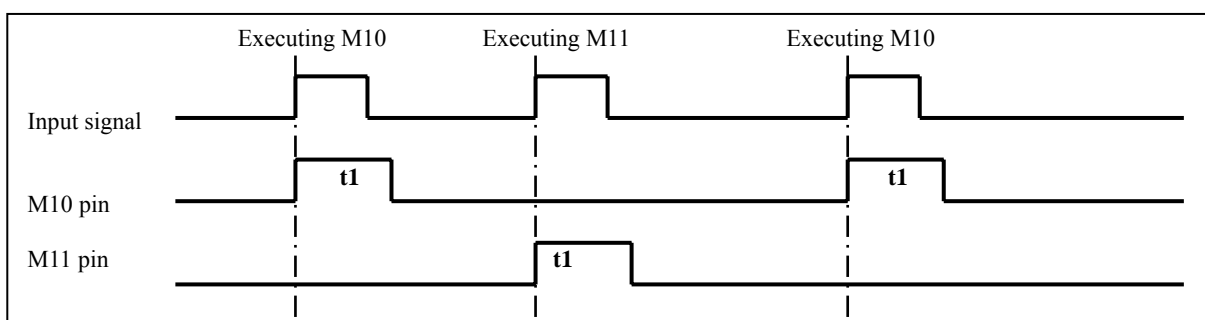 Executing M10 Executing M11 Executing M10
Input signal
t1 t1
M10 pin
M11 pin t1